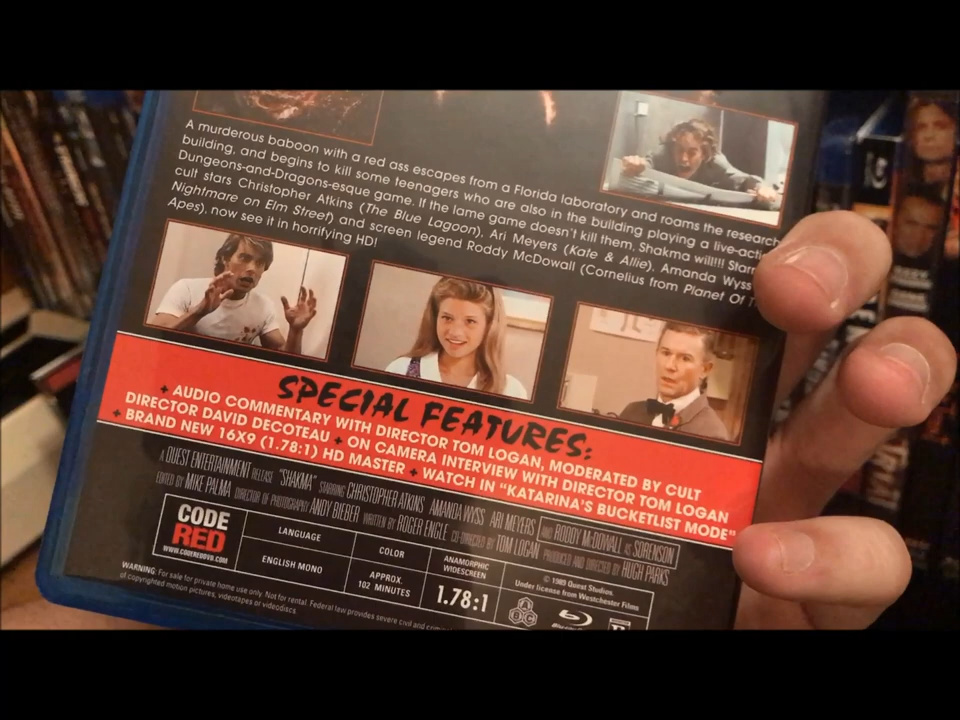 A murderous baboon with a red ass escapes from a Florida laboratory and roams the research
building, and begins to kill some teenagers who are also in the building playing a live-acti
Dungeons-and-Dragons-esque game. If the lame game doesn't kill them, Shakma will!!! Starr
cult stars Christopher Atkins (The Blue Lagoon), Ari Meyers (Kate & Allie), Amanda Wyss
Nightmare on Elm Street) and screen legend Roddy McDowall (Cornelius from Planet Of T
Apes), now see it in horrifying HD!
SPECIAL FEATURES:
+ AUDIO COMMENTARY WITH DIRECTOR TOM LOGAN, MODERATED BY CULT
DIRECTOR DAVID DECOTEAU + ON CAMERA INTERVIEW WITH DIRECTOR TOM LOGAN
+ BRAND NEW 16X9 (1.78:1) HD MASTER + WATCH IN "KATARINA'S BUCKETLIST MODE"
A QUEST ENTERTAINMENT RELEASE "SHAKMA" STARRING CHRISTOPHER ATKINS AMANDA WYSS ARI MEYERS AND RODDY McDOWALL AS SORENSON
EDITED BY MIKE PALMA DIRECTOR OF PHOTOGRAPHY ANDY BIEBER WRITTEN BY ROGER ENGLE CO-DIRECTED BY TOM LOGAN PRODUCED AND DIRECTED BY HUGH PARKS
CODE
RED
WWW.CODEREDDVD.COM
LANGUAGE
ENGLISH MONO
COLOR
APPROX.
102 MINUTES
ANAMORPHIC
WIDESCREEN
1.78:1
© 1989 Quest Studios.
Under license from Westchester Films
A
B C
Blu-ray Disc
WARNING: For sale for private home use only. Not for rental. Federal law provides severe civil and crimi
of copyrighted motion pictures, videotapes or videodiscs.